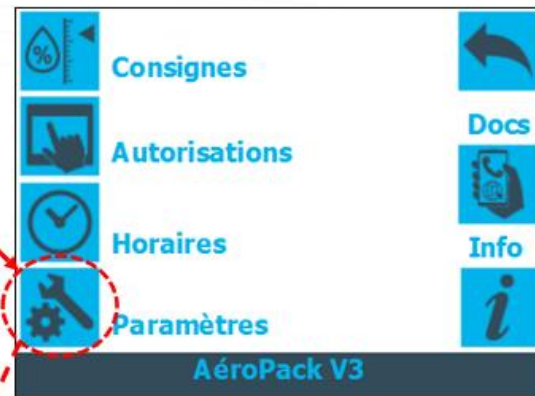 %
Consignes
Docs
Autorisations
Horaires
Info
i
Paramètres
AéroPack V3